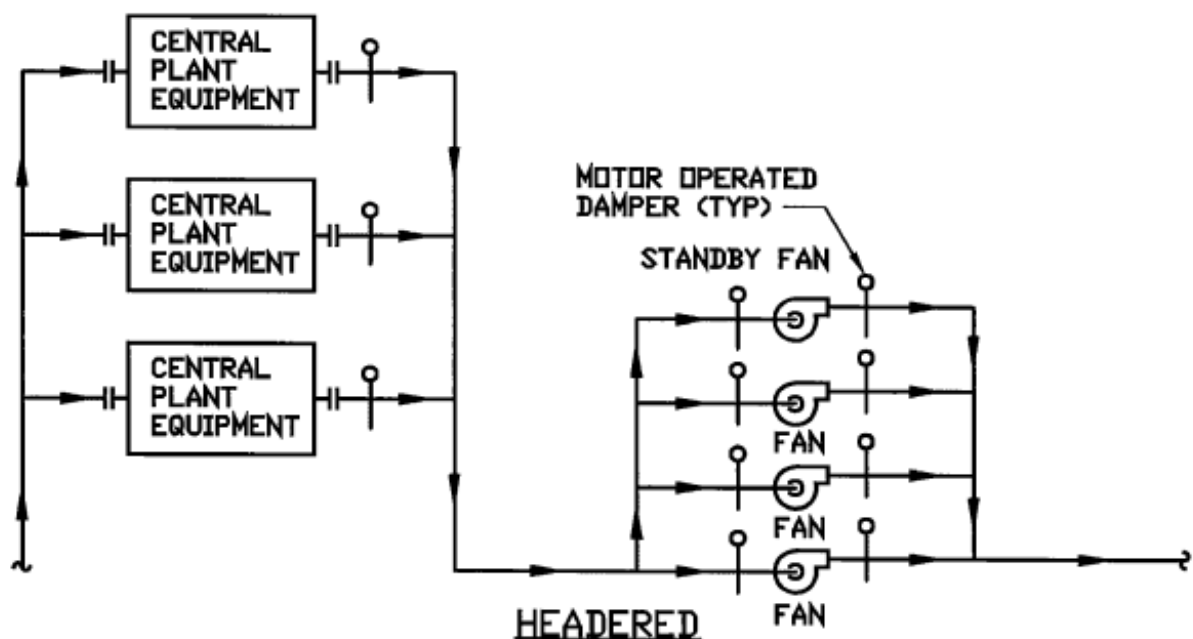 CENTRAL
PLANT
EQUIPMENT
CENTRAL
PLANT
EQUIPMENT
CENTRAL
PLANT
EQUIPMENT
MOTOR OPERATED
DAMPER (TYP)
STANDBY FAN
FAN
FAN
FAN
HEADERED